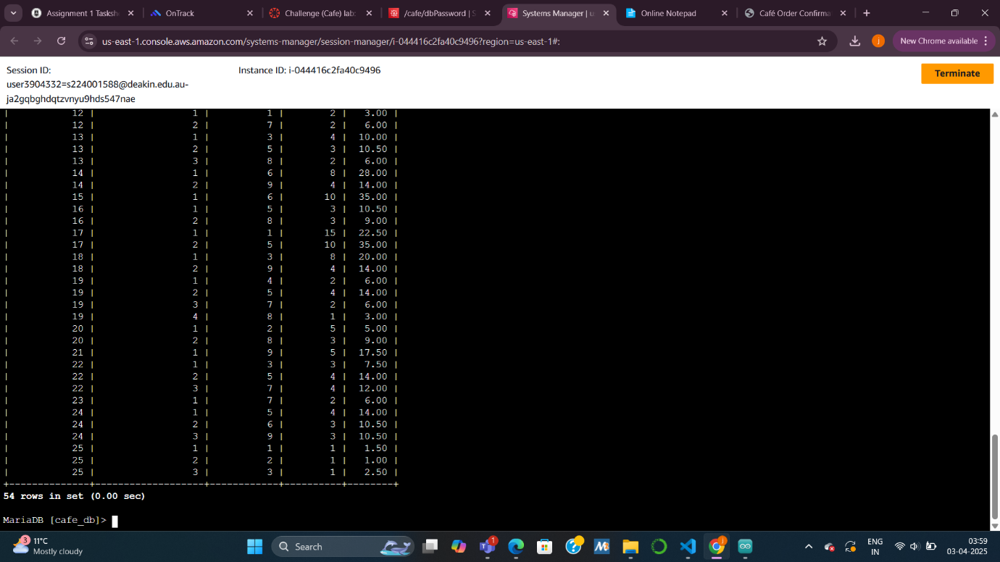 Assignment 1 Tasksh
OnTrack
Challenge (Cafe) lab:
/cafe/dbPassword | S
Systems Manager | u
Online Notepad
Café Order Confirma
us-east-1.console.aws.amazon.com/systems-manager/session-manager/i-044416c2fa40c9496?region=us-east-1#:
j
New Chrome available
Session ID:
user3904332=s224001588@deakin.edu.au-
ja2gqbghdqtzvnyu9hds547nae
Instance ID: i-044416c2fa40c9496
Terminate
| 12 | 1 | 1 | 2 | 3.00 |
| 12 | 2 | 7 | 2 | 6.00 |
| 13 | 1 | 3 | 4 | 10.00 |
| 13 | 2 | 5 | 3 | 10.50 |
| 13 | 3 | 8 | 2 | 6.00 |
| 14 | 1 | 6 | 8 | 28.00 |
| 14 | 2 | 9 | 4 | 14.00 |
| 15 | 1 | 6 | 10 | 35.00 |
| 16 | 1 | 5 | 3 | 10.50 |
| 16 | 2 | 8 | 3 | 9.00 |
| 17 | 1 | 1 | 15 | 22.50 |
| 17 | 2 | 5 | 10 | 35.00 |
| 18 | 1 | 3 | 8 | 20.00 |
| 18 | 2 | 9 | 4 | 14.00 |
| 19 | 1 | 4 | 2 | 6.00 |
| 19 | 2 | 5 | 4 | 14.00 |
| 19 | 3 | 7 | 2 | 6.00 |
| 19 | 4 | 8 | 1 | 3.00 |
| 20 | 1 | 2 | 5 | 5.00 |
| 20 | 2 | 8 | 3 | 9.00 |
| 21 | 1 | 9 | 5 | 17.50 |
| 22 | 1 | 3 | 3 | 7.50 |
| 22 | 2 | 5 | 4 | 14.00 |
| 22 | 3 | 7 | 4 | 12.00 |
| 23 | 1 | 7 | 2 | 6.00 |
| 24 | 1 | 5 | 4 | 14.00 |
| 24 | 2 | 6 | 3 | 10.50 |
| 24 | 3 | 9 | 3 | 10.50 |
| 25 | 1 | 1 | 1 | 1.50 |
| 25 | 2 | 2 | 1 | 1.00 |
| 25 | 3 | 3 | 1 | 2.50 |
+--------------+-------------------+------------+----------+--------+
54 rows in set (0.00 sec)
MariaDB [cafe_db]>
3
11°C
Mostly cloudy
Search
1
j
ENG
IN
03:59
03-04-2025